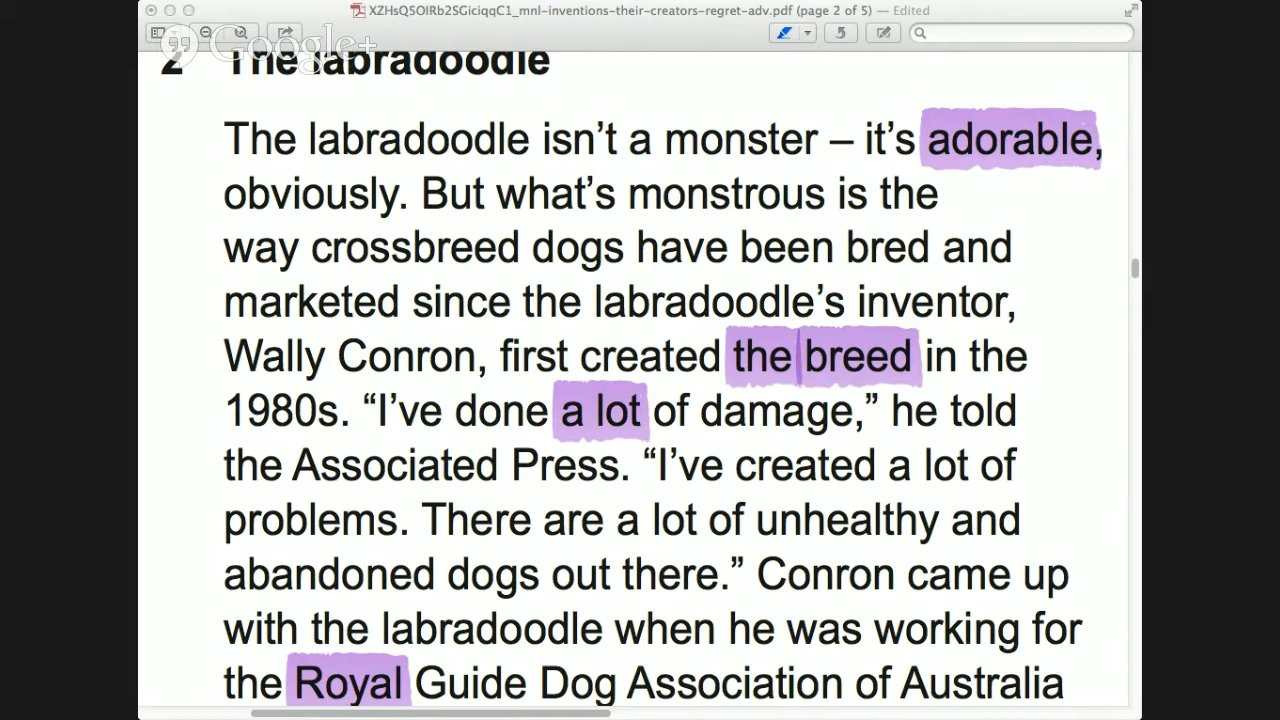 XZHsQ5OIRb2SGiciqqC1_mnl-inventions-their-creators-regret-adv.pdf (page 2 of 5) — Edited
Google+
2 The labradoodle
The labradoodle isn’t a monster – it’s adorable,
obviously. But what’s monstrous is the
way crossbreed dogs have been bred and
marketed since the labradoodle’s inventor,
Wally Conron, first created the breed in the
1980s. “I’ve done a lot of damage,” he told
the Associated Press. “I’ve created a lot of
problems. There are a lot of unhealthy and
abandoned dogs out there.” Conron came up
with the labradoodle when he was working for
the Royal Guide Dog Association of Australia